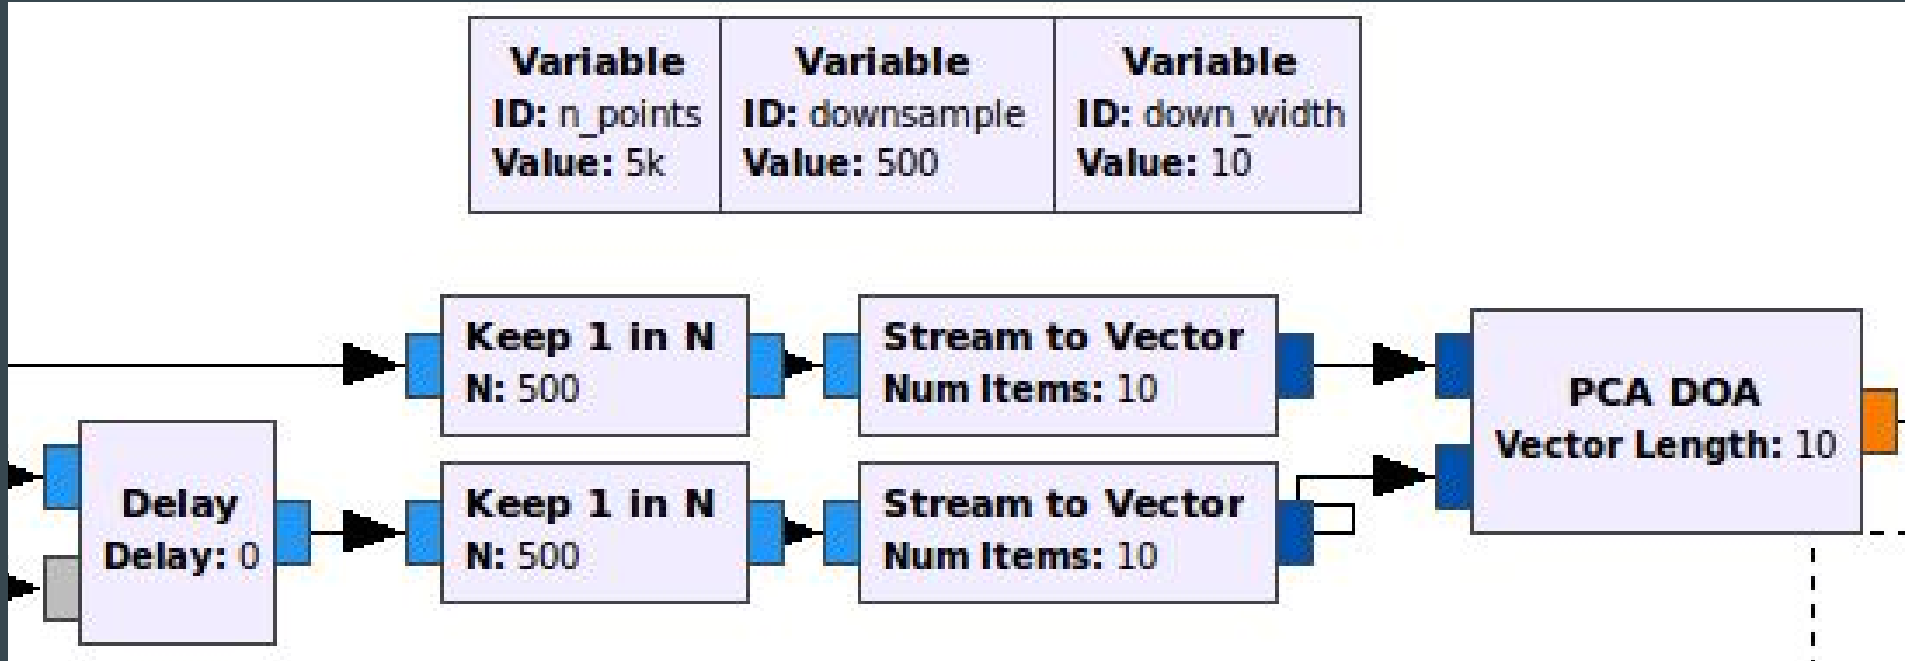 Variable
ID: n_points
Value: 5k
Variable
ID: downsample
Value: 500
Variable
ID: down_width
Value: 10
Keep 1 in N
N: 500
Stream to Vector
Num Items: 10
PCA DOA
Vector Length: 10
Delay
Delay: 0
Keep 1 in N
N: 500
Stream to Vector
Num Items: 10